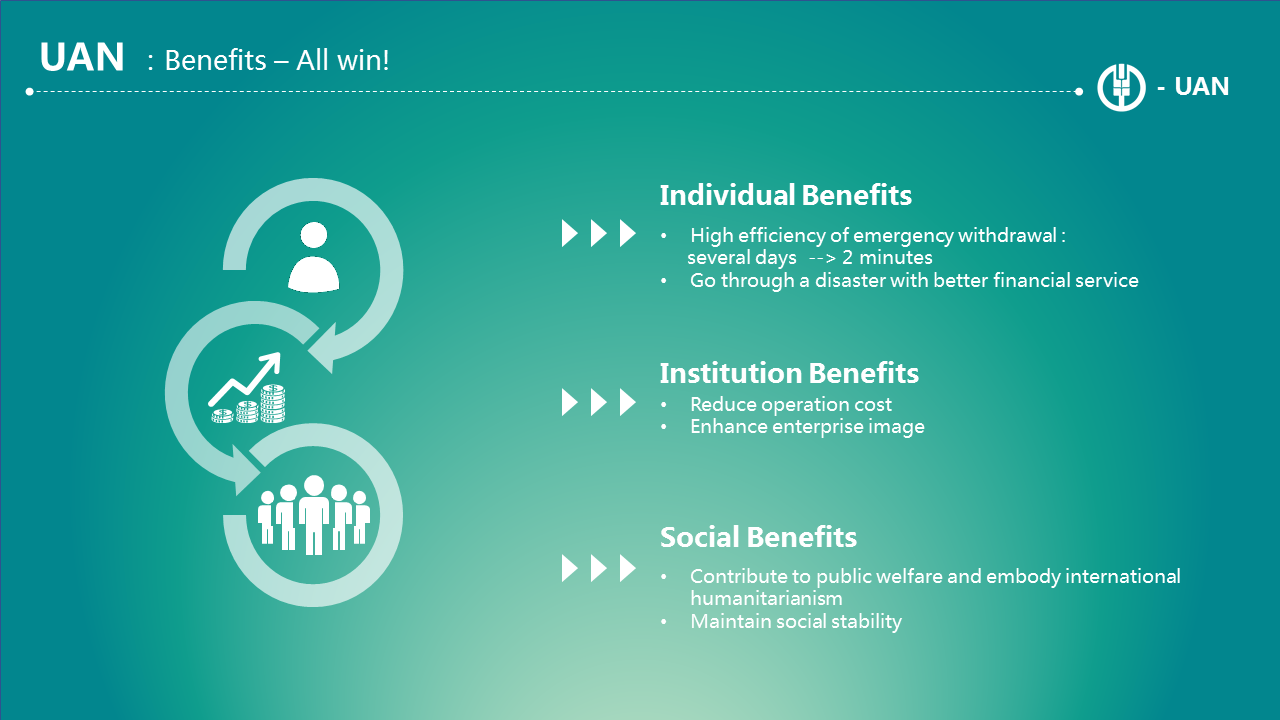 UAN : Benefits – All win!
- UAN
Individual Benefits
• High efficiency of emergency withdrawal :
several days --> 2 minutes
• Go through a disaster with better financial service
Institution Benefits
• Reduce operation cost
• Enhance enterprise image
Social Benefits
• Contribute to public welfare and embody international
humanitarianism
• Maintain social stability